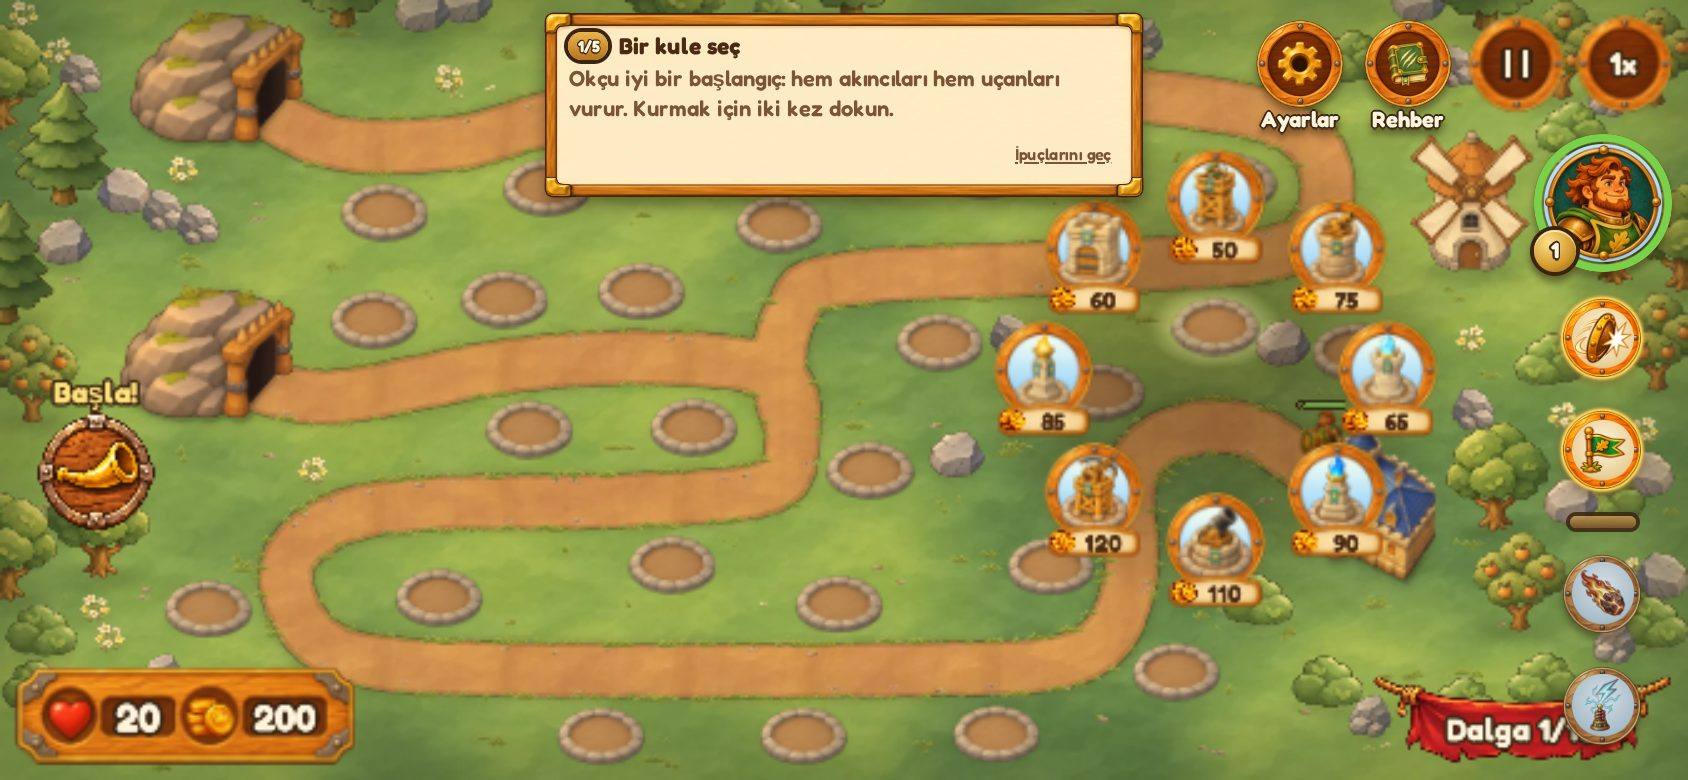 1/5 Bir kule seç
Okçu iyi bir başlangıç: hem akıncıları hem uçanları
vurur. Kurmak için iki kez dokun.
İpuçlarını geç
Ayarlar
Rehber
1x
1
50
60
75
85
65
120
90
110
Başla!
20
200
Dalga 1/